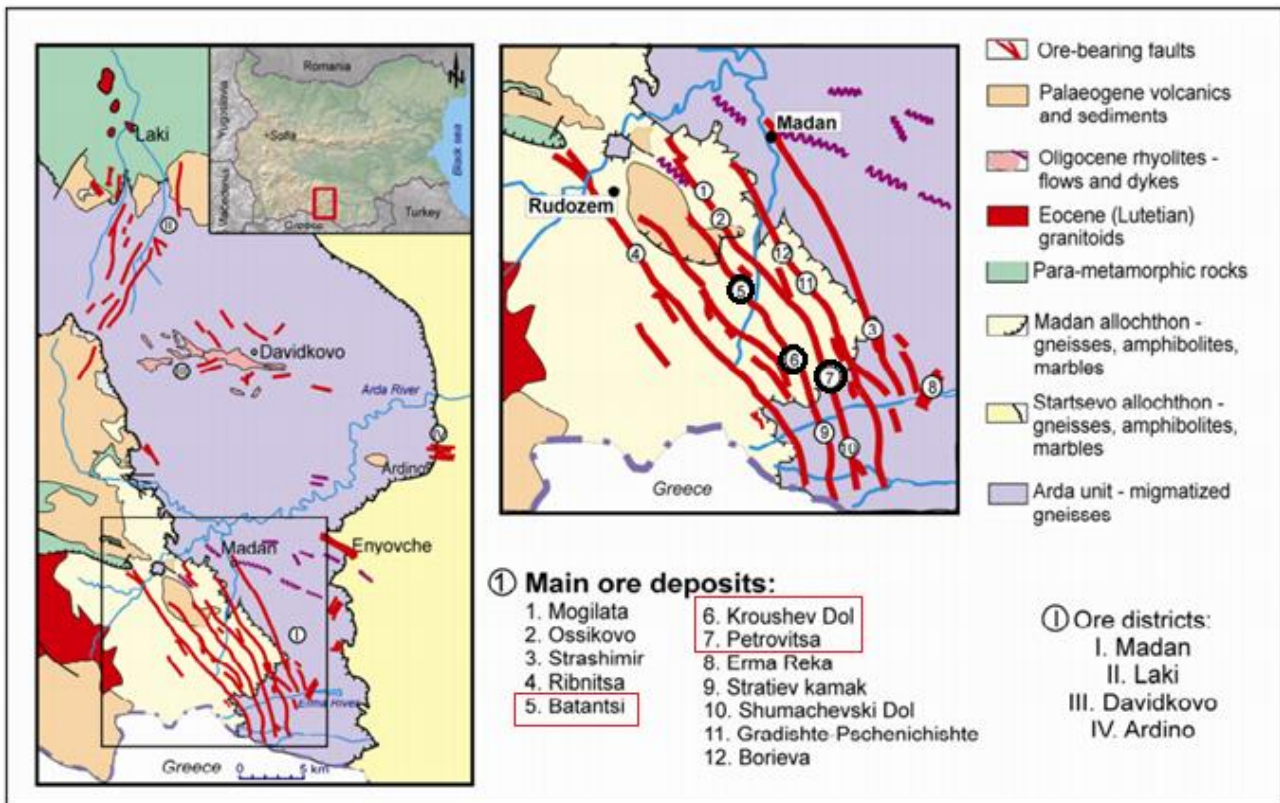 Romania
N
Yugoslavia
Sofia
Black sea
Macedonia
Turkey
Greece
Laki
II
Davidkovo
III
Arda River
IV
Ardino
Madan
Enyovche
I
Erma River
Greece
0 5 km
Madan
Rudozem
1
2
4
12
5
11
3
6
7
8
9
10
Greece
Ore-bearing faults
Palaeogene volcanics
and sediments
Oligocene rhyolites -
flows and dykes
Eocene (Lutetian)
granitoids
Para-metamorphic rocks
Madan allochthon -
gneisses, amphibolites,
marbles
Startsevo allochthon -
gneisses, amphibolites,
marbles
Arda unit - migmatized
gneisses
1 Main ore deposits:
1. Mogilata
2. Ossikovo
3. Strashimir
4. Ribnitsa
5. Batantsi
6. Kroushev Dol
7. Petrovitsa
8. Erma Reka
9. Stratiev kamak
10. Shumachevski Dol
11. Gradishte-Pschenichishte
12. Borieva
I Ore districts:
I. Madan
II. Laki
III. Davidkovo
IV. Ardino